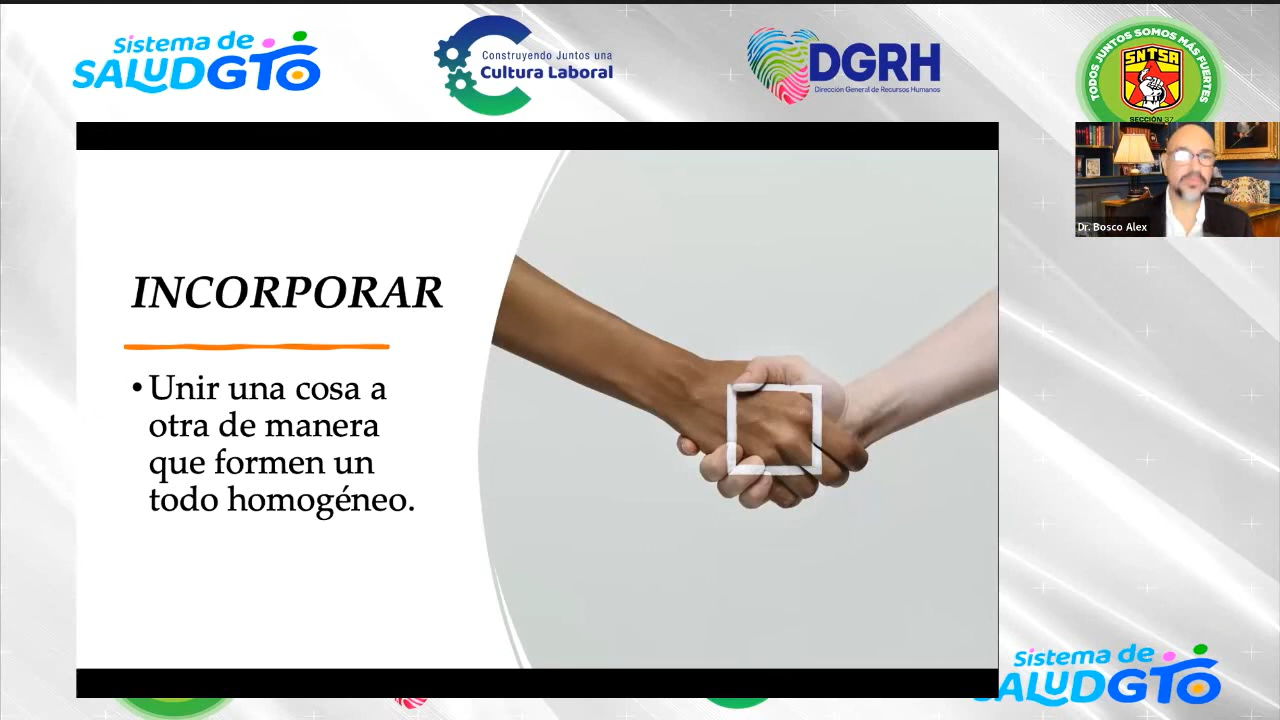 Sistema de
SALUDGTO
Construyendo Juntos una
Cultura Laboral
DGRH
Dirección General de Recursos Humanos
TODOS JUNTOS SOMOS MÁS FUERTES
SNTSA
SECCIÓN 37
Dr. Bosco Alex
INCORPORAR
• Unir una cosa a
otra de manera
que formen un
todo homogéneo.
Sistema de
SALUDGTO